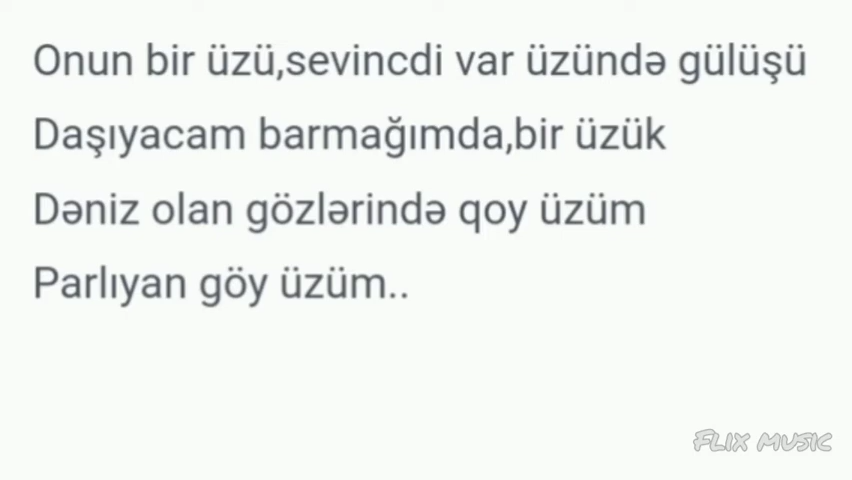 Onun bir üzü,sevincdi var üzündə gülüşü
Daşıyacam barmağımda,bir üzük
Dəniz olan gözlərində qoy üzüm
Parlıyan göy üzüm..
FLIX MUSIC